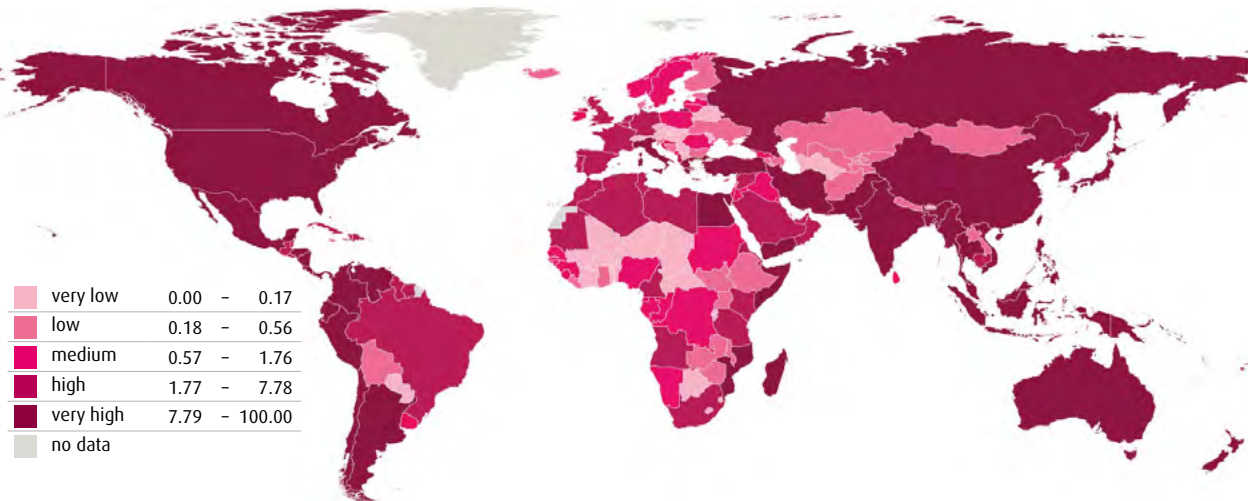 very low 0.00 – 0.17
low 0.18 – 0.56
medium 0.57 – 1.76
high 1.77 – 7.78
very high 7.79 – 100.00
no data